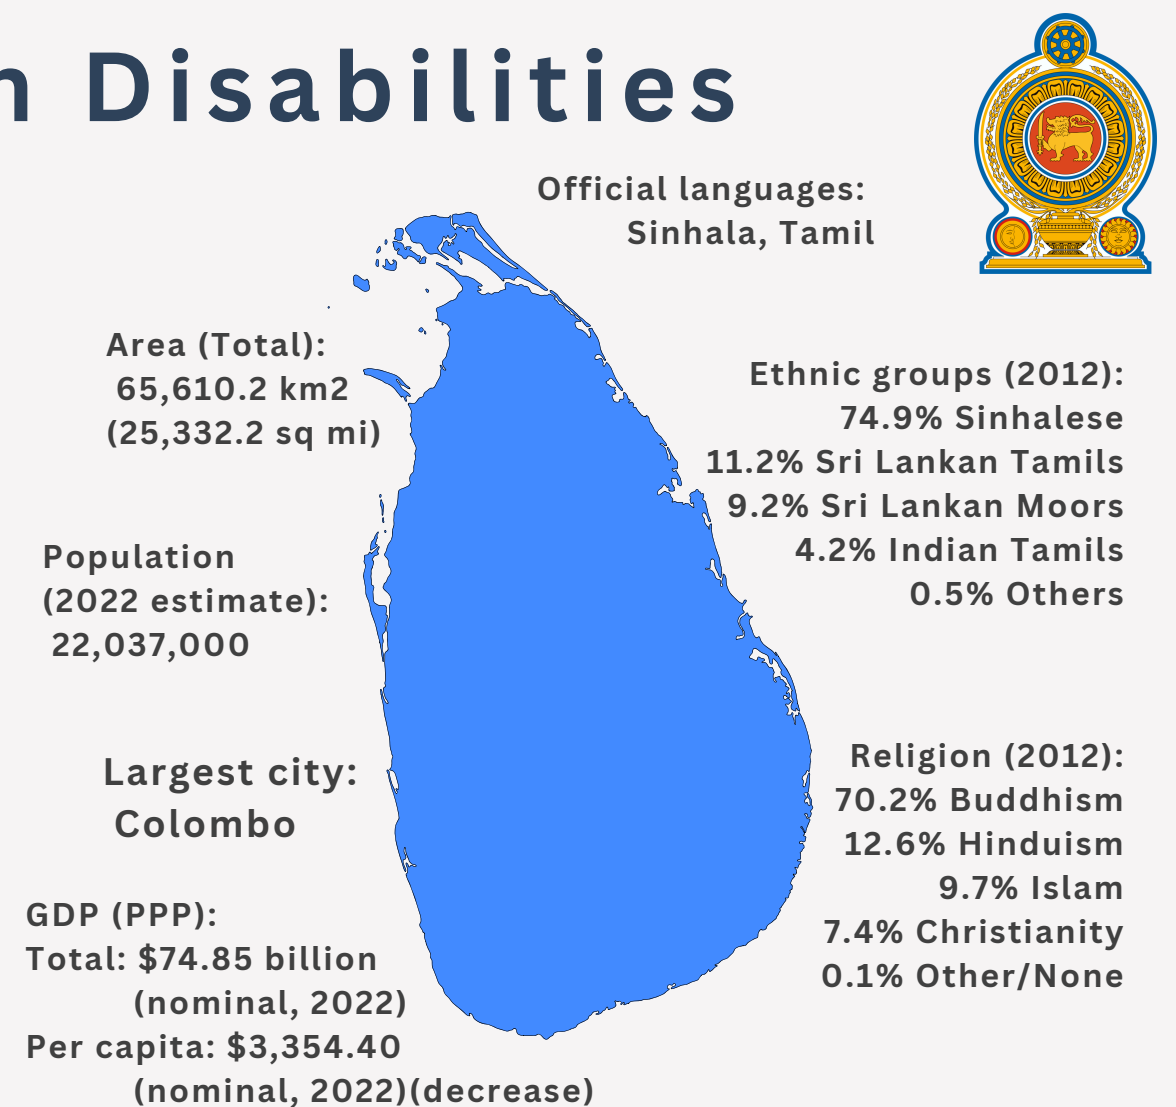 n Disabilities
Official languages:
Sinhala, Tamil
Area (Total):
65,610.2 km2
(25,332.2 sq mi)
Ethnic groups (2012):
74.9% Sinhalese
11.2% Sri Lankan Tamils
9.2% Sri Lankan Moors
4.2% Indian Tamils
0.5% Others
Population
(2022 estimate):
22,037,000
Largest city:
Colombo
Religion (2012):
70.2% Buddhism
12.6% Hinduism
9.7% Islam
7.4% Christianity
0.1% Other/None
GDP (PPP):
Total: $74.85 billion
(nominal, 2022)
Per capita: $3,354.40
(nominal, 2022)(decrease)